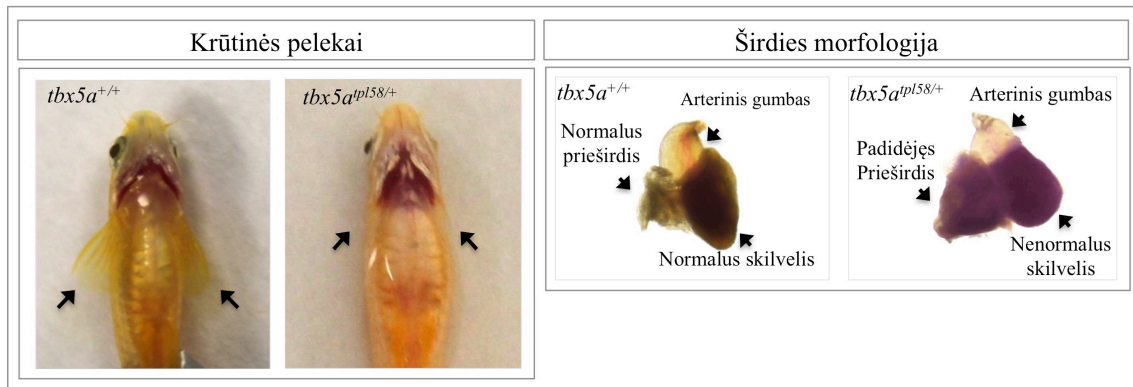 Krūtinės pelekai
Širdies morfologija
tbx5a+/+
tbx5atpl58/+
tbx5a+/+
Arterinis gumbas
Normalus
prieširdis
Normalus skilvelis
tbx5atpl58/+
Arterinis gumbas
Padidėjęs
Prieširdis
Nenormalus
skilvelis